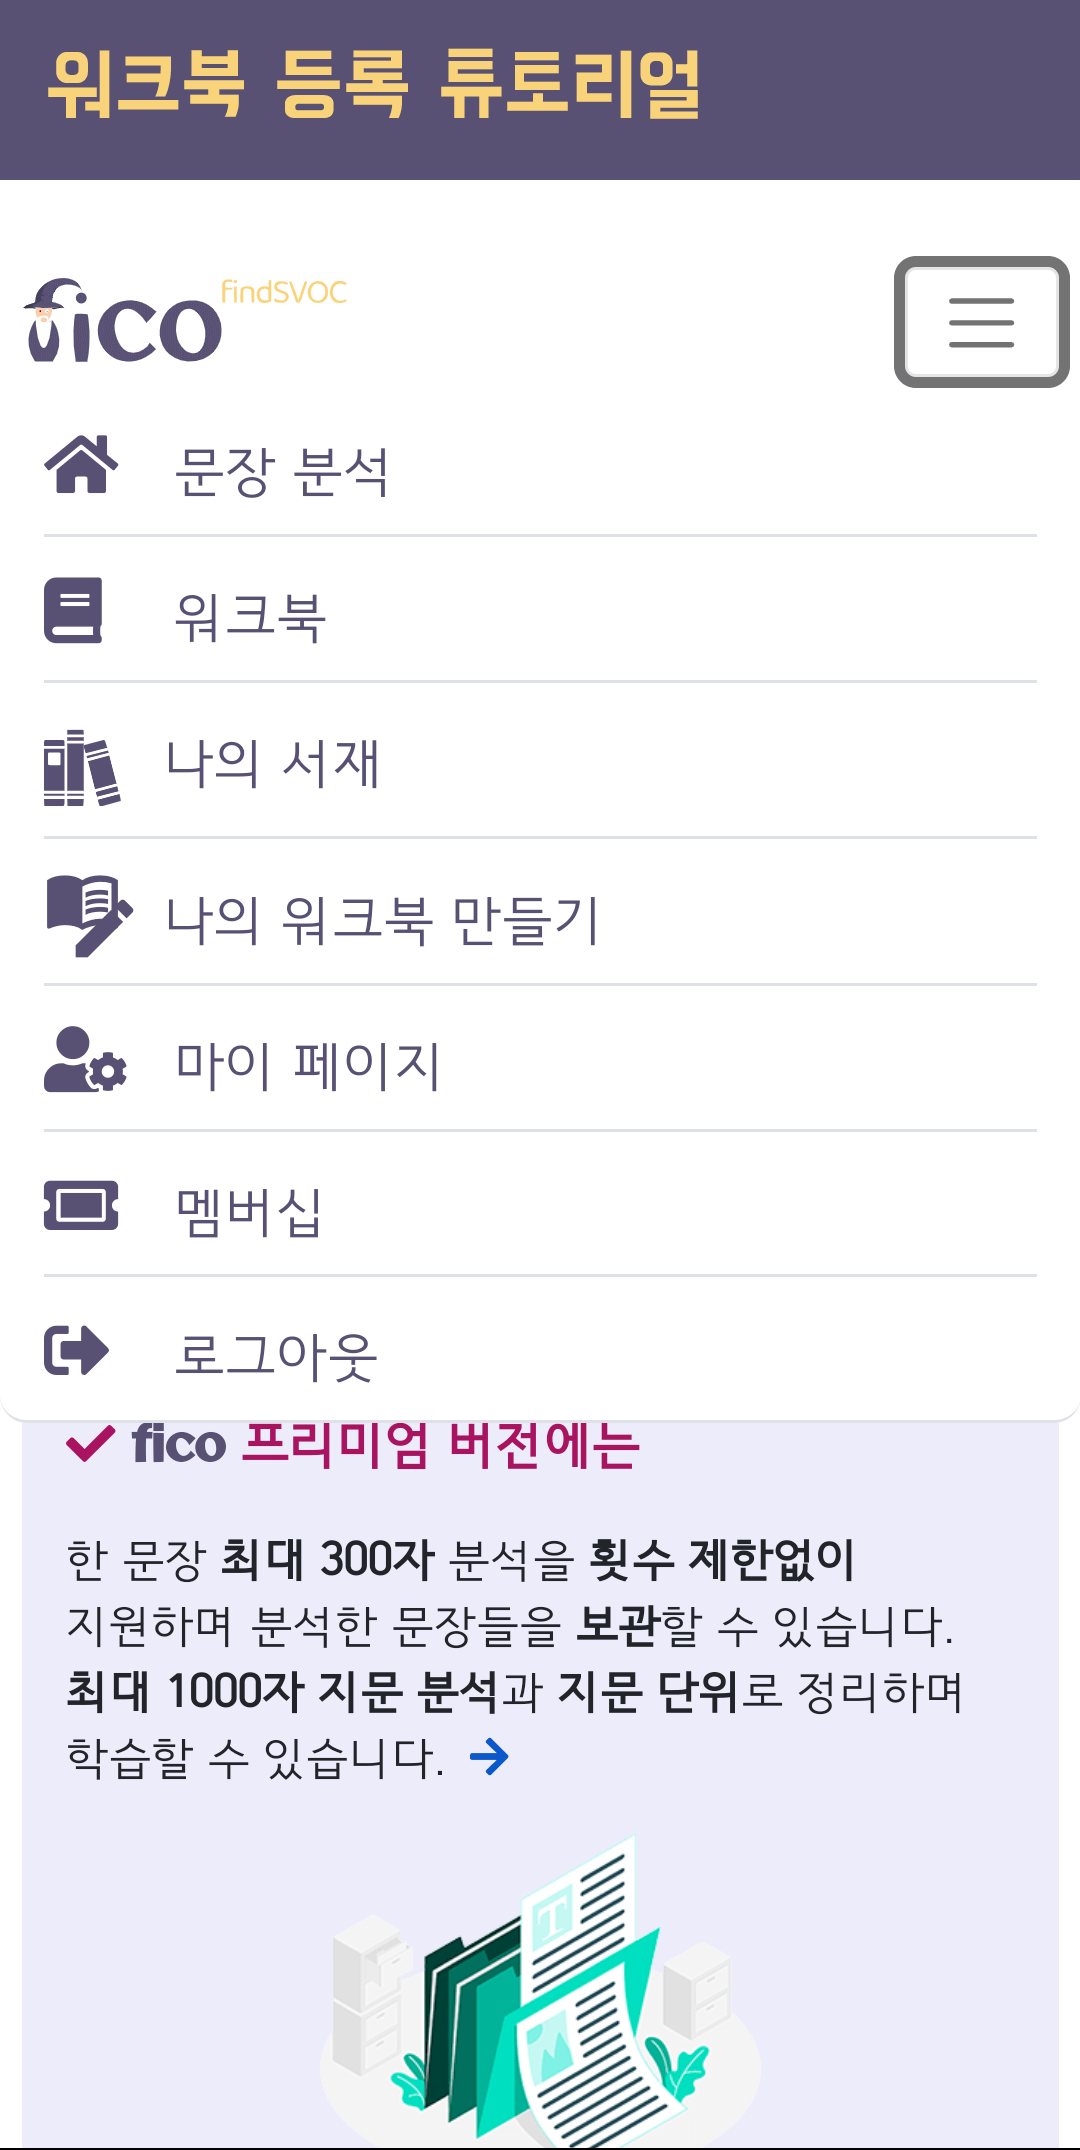 워크북 등록 튜토리얼
fico findSVOC
문장 분석
워크북
나의 서재
나의 워크북 만들기
마이 페이지
멤버십
로그아웃
fico 프리미엄 버전에는
한 문장 최대 300자 분석을 횟수 제한없이
지원하며 분석한 문장들을 보관할 수 있습니다.
최대 1000자 지문 분석과 지문 단위로 정리하며
학습할 수 있습니다.
T